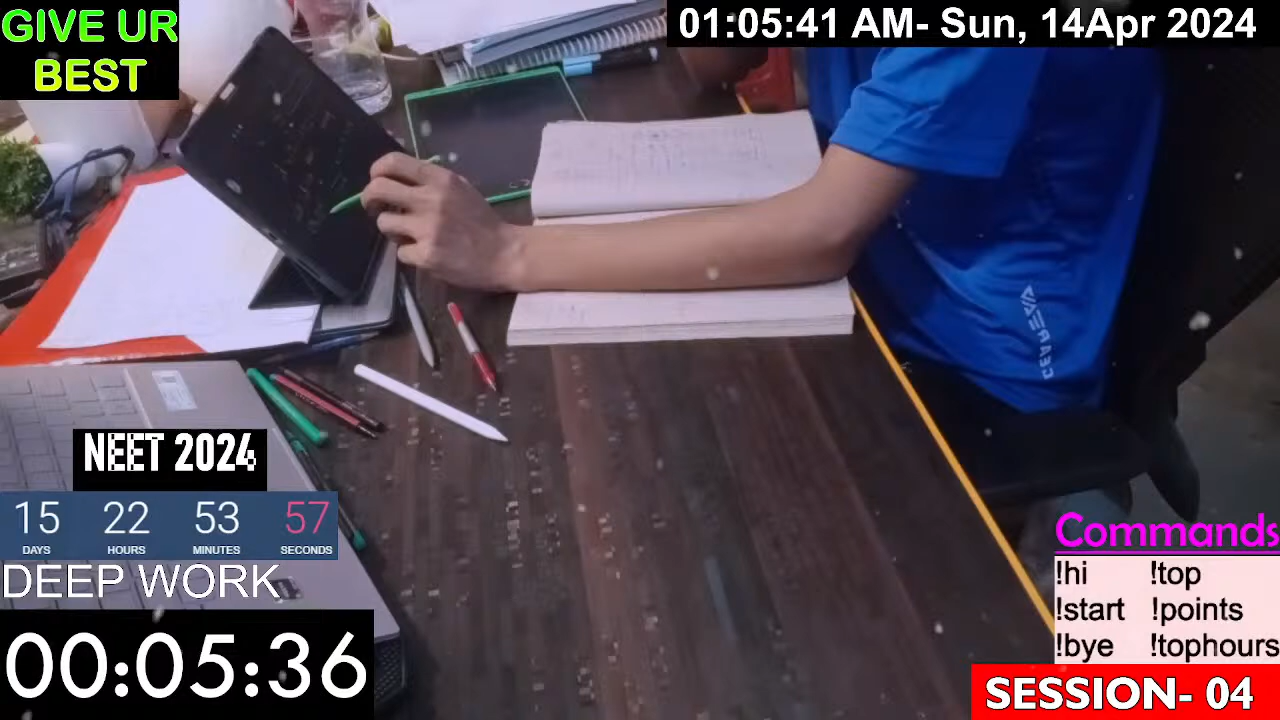 GIVE UR
BEST
01:05:41 AM- Sun, 14Apr 2024
NEET 2024
15 22 53 57
DAYS HOURS MINUTES SECONDS
DEEP WORK
00:05:36
Commands
!hi !top
!start !points
!bye !tophours
SESSION- 04